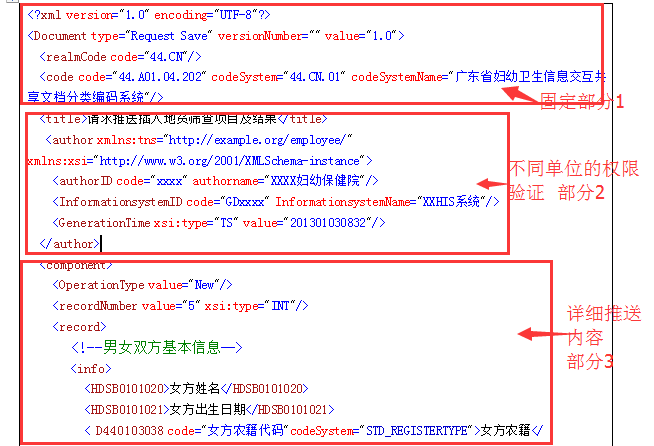 <?xml version="1.0" encoding="UTF-8"?>
<Document type="Request Save" versionNumber="" value="1.0">
<realmCode code="44.CN"/>
<code code="44.A01.04.202" codeSystem="44.CN.01" codeSystemName="广东省妇幼卫生信息交互共
享文档分类编码系统"/>
固定部分1
<title>请求推送插入地贫筛查项目及结果</title>
<author xmlns:tns="http://example.org/employee/"
xmlns:xsi="http://www.w3.org/2001/XMLSchema-instance">
<authorID code="xxxx" authorname="XXXX妇幼保健院"/>
<InformationsystemID code="GDxxxx" InformationsystemName="XXHIS系统"/>
<GenerationTime xsi:type="TS" value="201301030832"/>
</author>
不同单位的权限
验证 部分2
<component>
<OperationType value="New"/>
<recordNumber value="5" xsi:type="INT"/>
<record>
<!--男女双方基本信息-->
<info>
<HDSB0101020>女方姓名</HDSB0101020>
<HDSB0101021>女方出生日期</HDSB0101021>
< D440103038 code="女方农籍代码"codeSystem="STD_REGISTERTYPE">女方农籍</
详细推送
内容
部分3